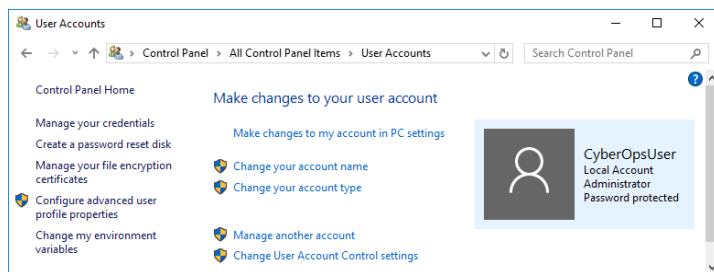 User Accounts
Control Panel > All Control Panel Items > User Accounts
Search Control Panel
Control Panel Home
Manage your credentials
Create a password reset disk
Manage your file encryption
certificates
Configure advanced user
profile properties
Change my environment
variables
Make changes to your user account
Make changes to my account in PC settings
Change your account name
Change your account type
Manage another account
Change User Account Control settings
CyberOpsUser
Local Account
Administrator
Password protected